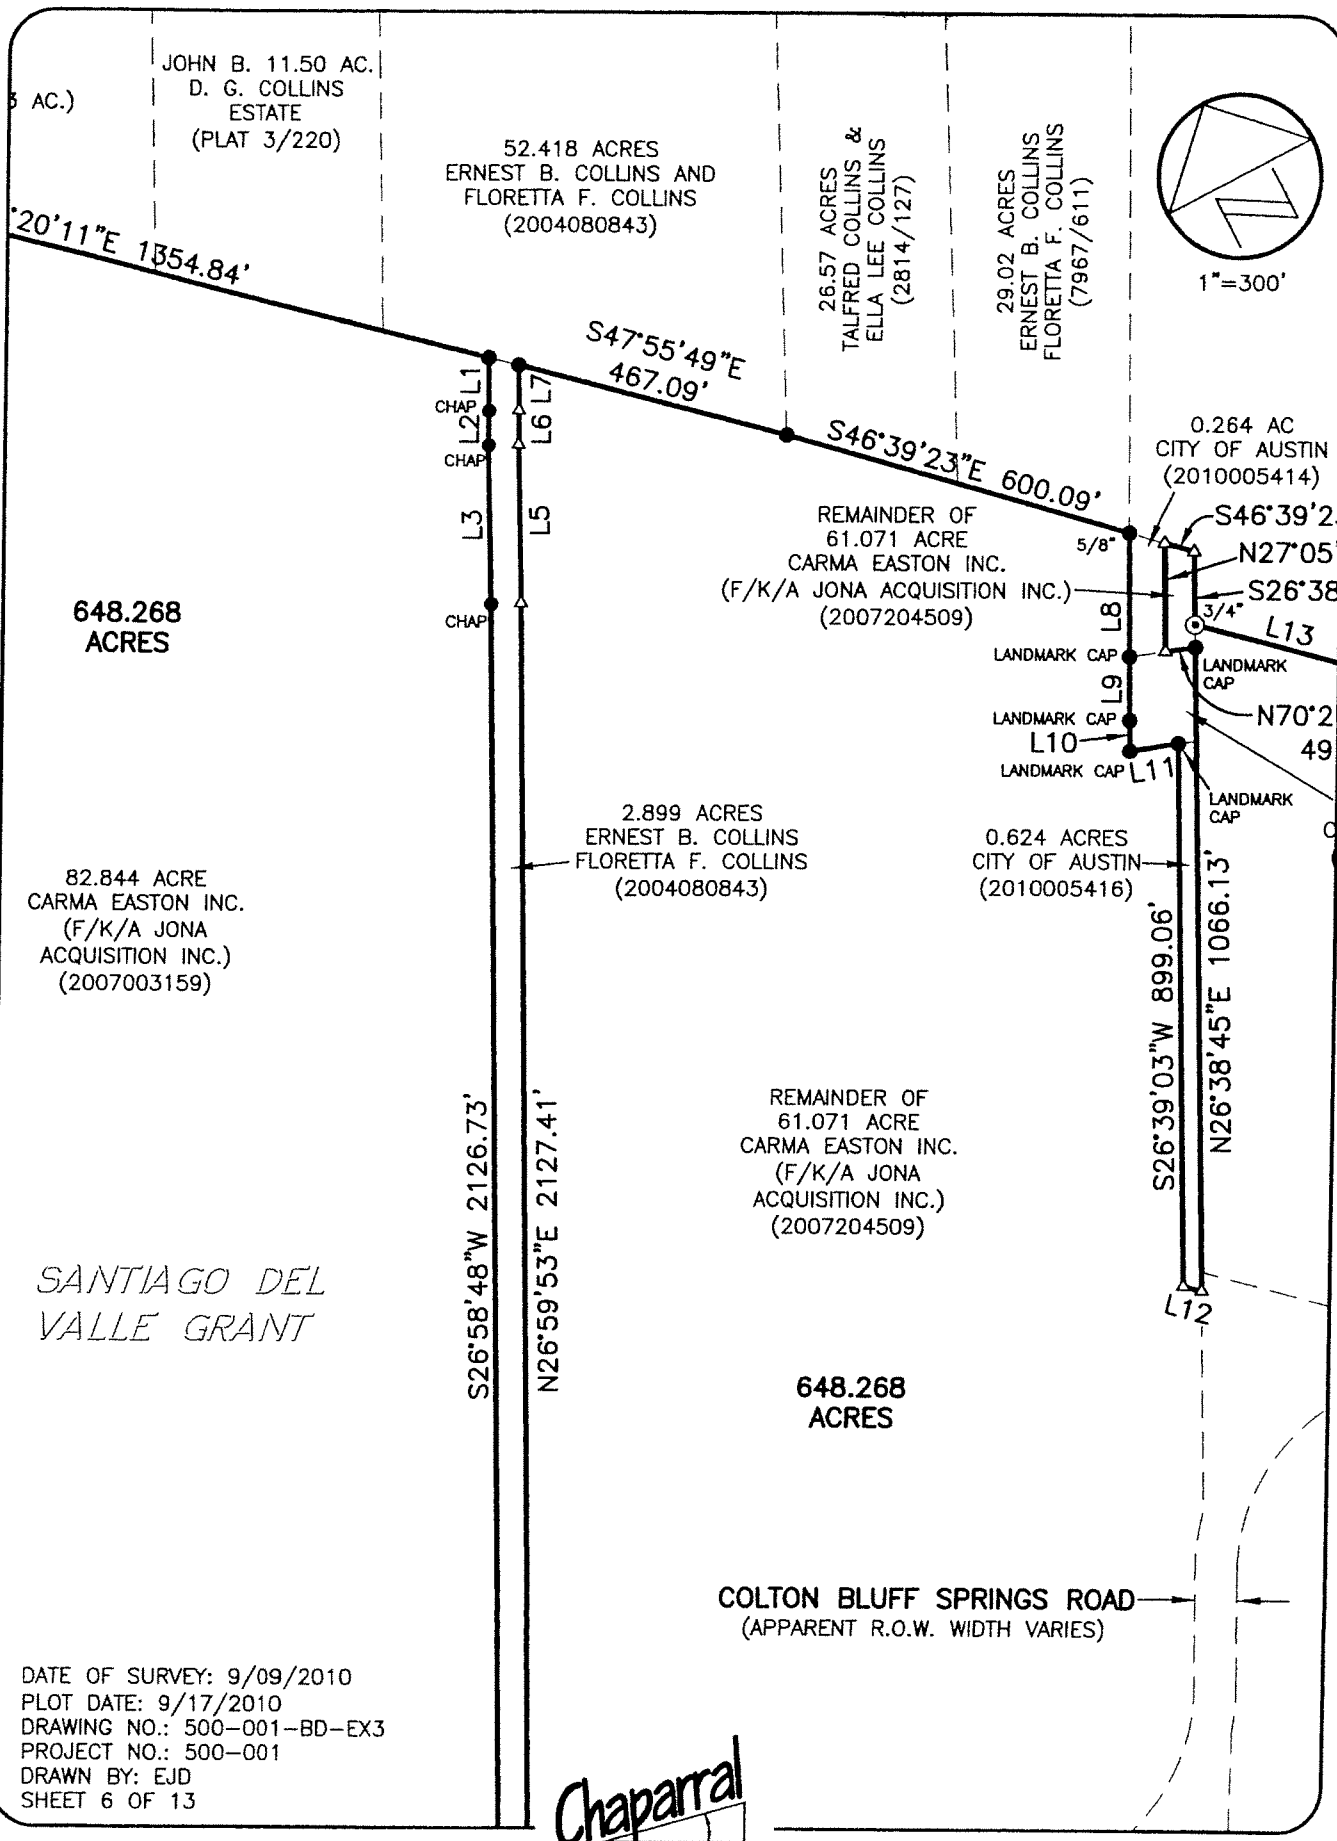 JOHN B. 11.50 AC.
D. G. COLLINS
ESTATE
(PLAT 3/220)
AC.)
52.418 ACRES
ERNEST B. COLLINS AND
FLORETTA F. COLLINS
(2004080843)
26.57 ACRES
TALFRED COLLINS &
ELLA LEE COLLINS
(2814/127)
29.02 ACRES
ERNEST B. COLLINS
FLORETTA F. COLLINS
(7967/611)
1"=300'
°20'11"E 1354.84'
S47°55'49"E
467.09'
S46°39'23"E 600.09'
0.264 AC
CITY OF AUSTIN
(2010005414)
S46°39'2
N27°05'
S26°38
3/4"
L13
5/8"
L1
L7
CHAP
L2
L6
CHAP
L3
L5
CHAP
REMAINDER OF
61.071 ACRE
CARMA EASTON INC.
(F/K/A JONA ACQUISITION INC.)
(2007204509)
L8
LANDMARK CAP
LANDMARK
CAP
L9
LANDMARK CAP
N70°2
49
L10
LANDMARK CAP
L11
LANDMARK
CAP
648.268
ACRES
2.899 ACRES
ERNEST B. COLLINS
FLORETTA F. COLLINS
(2004080843)
0.624 ACRES
CITY OF AUSTIN
(2010005416)
82.844 ACRE
CARMA EASTON INC.
(F/K/A JONA
ACQUISITION INC.)
(2007003159)
S26°39'03"W 899.06'
N26°38'45"E 1066.13'
S26°58'48"W 2126.73'
N26°59'53"E 2127.41'
REMAINDER OF
61.071 ACRE
CARMA EASTON INC.
(F/K/A JONA
ACQUISITION INC.)
(2007204509)
SANTIAGO DEL
VALLE GRANT
L12
648.268
ACRES
COLTON BLUFF SPRINGS ROAD
(APPARENT R.O.W. WIDTH VARIES)
DATE OF SURVEY: 9/09/2010
PLOT DATE: 9/17/2010
DRAWING NO.: 500-001-BD-EX3
PROJECT NO.: 500-001
DRAWN BY: EJD
SHEET 6 OF 13
Chaparral